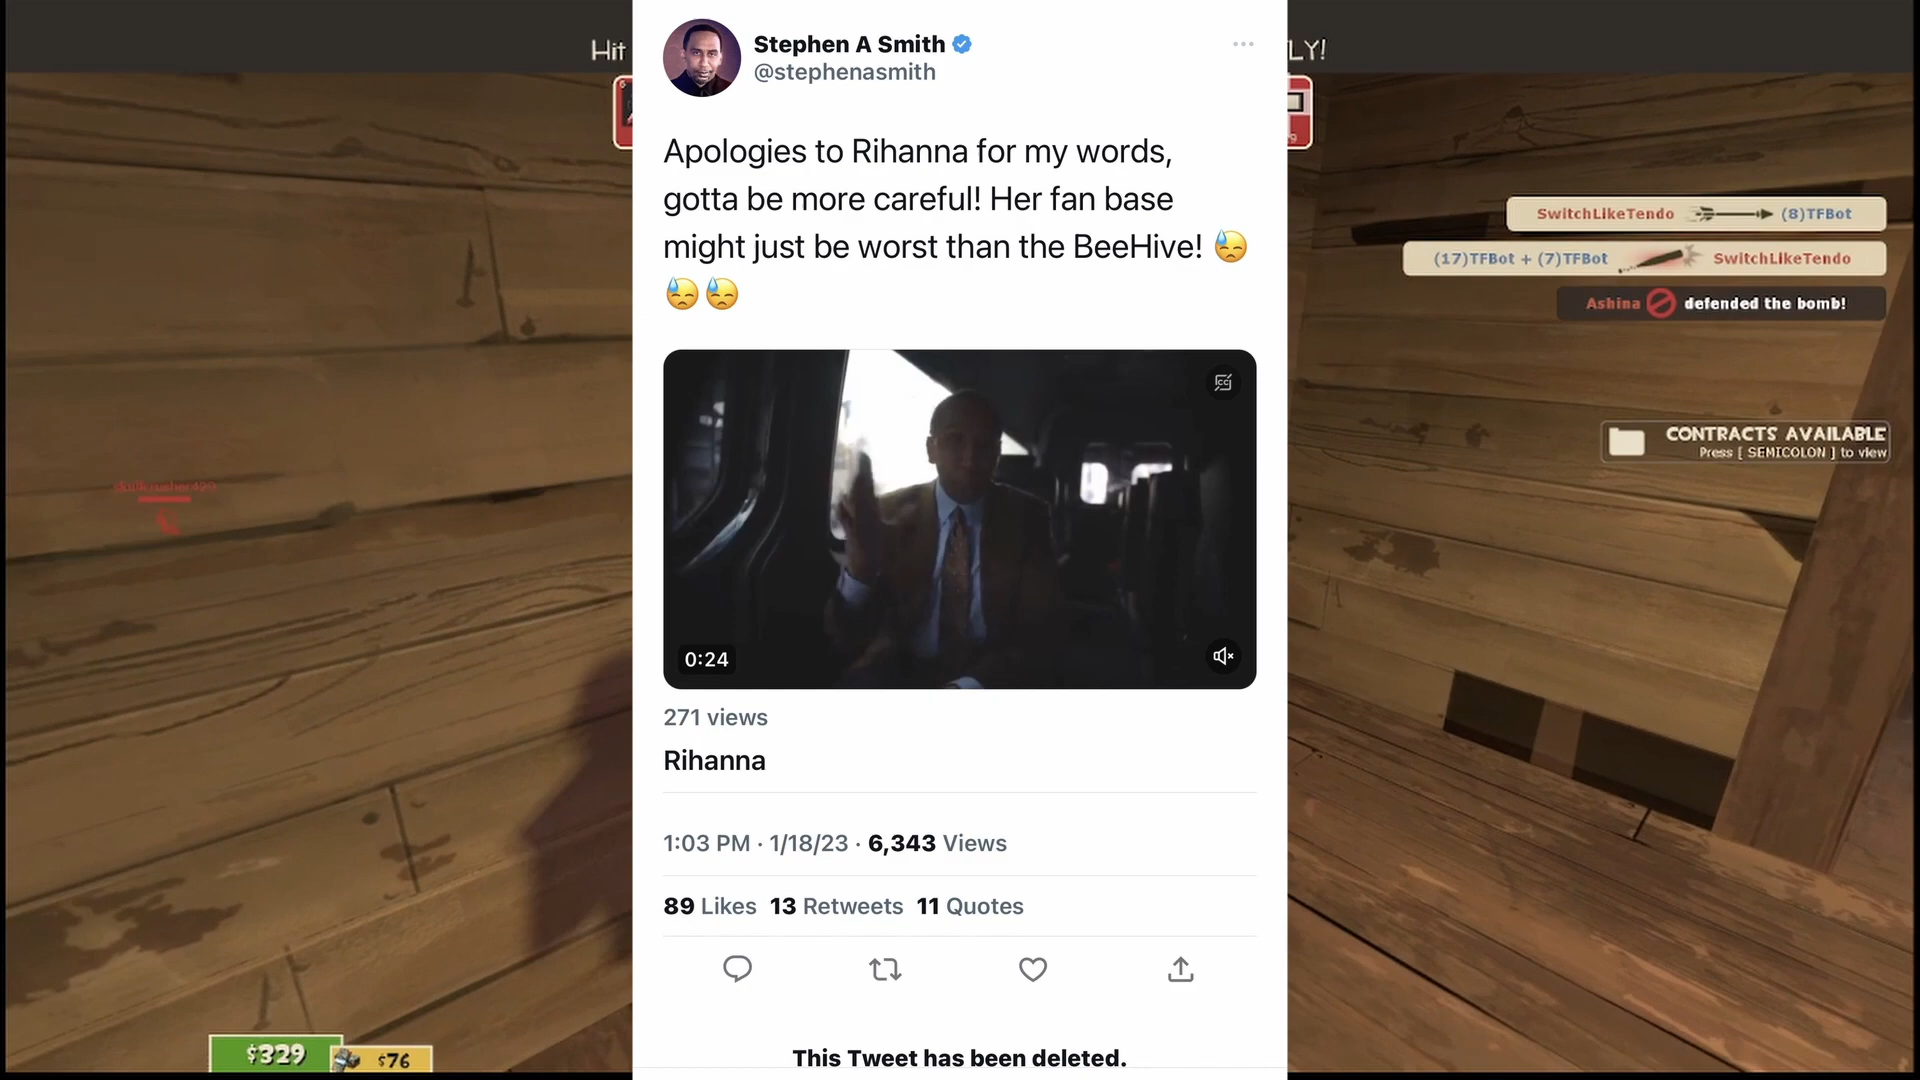 Hit
LY!
Stephen A Smith
@stephenasmith
Apologies to Rihanna for my words,
gotta be more careful! Her fan base
might just be worst than the BeeHive! 😓
😓😓
0:24
271 views
Rihanna
1:03 PM · 1/18/23 · 6,343 Views
89 Likes 13 Retweets 11 Quotes
This Tweet has been deleted.
SwitchLikeTendo (8)TFBot
(17)TFBot + (7)TFBot SwitchLikeTendo
Ashina defended the bomb!
CONTRACTS AVAILABLE
Press [ SEMICOLON ] to view
$329
$76